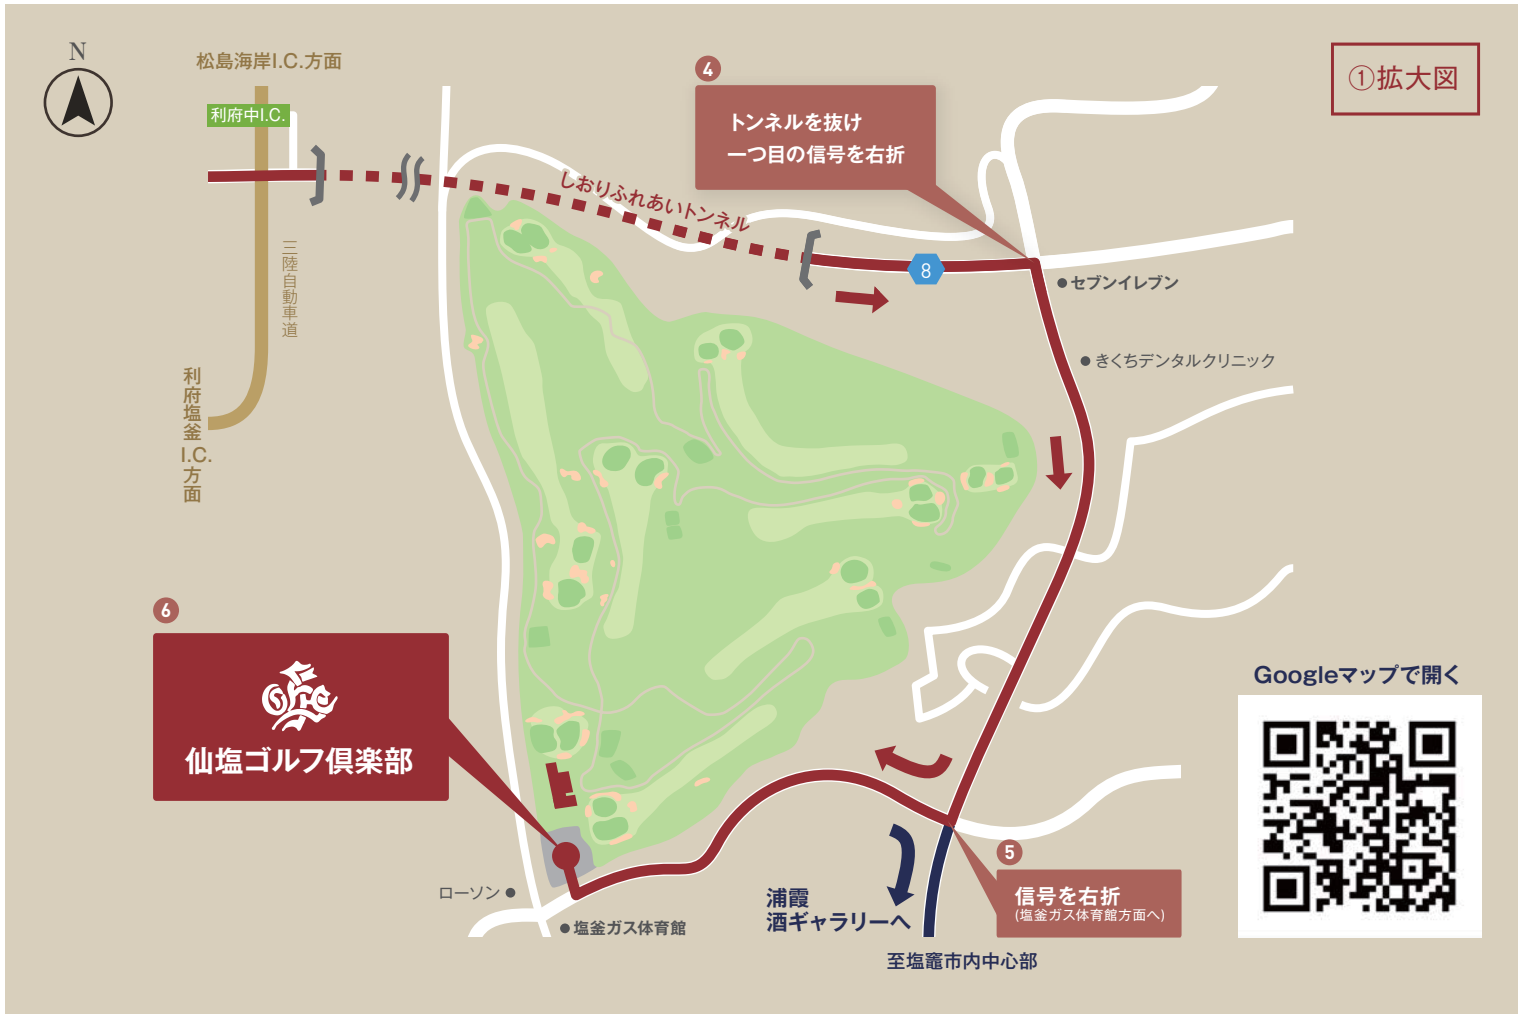 N
松島海岸I.C.方面
利府中I.C.
三陸自動車道
利府塩釜I.C.方面
4
トンネルを抜け
一つ目の信号を右折
①拡大図
しおりふれあいトンネル
8
セブンイレブン
きくちデンタルクリニック
6
仙塩ゴルフ倶楽部
Googleマップで開く
ローソン
塩釜ガス体育館
浦霞
酒ギャラリーへ
5
信号を右折
(塩釜ガス体育館方面へ)
至塩竈市内中心部